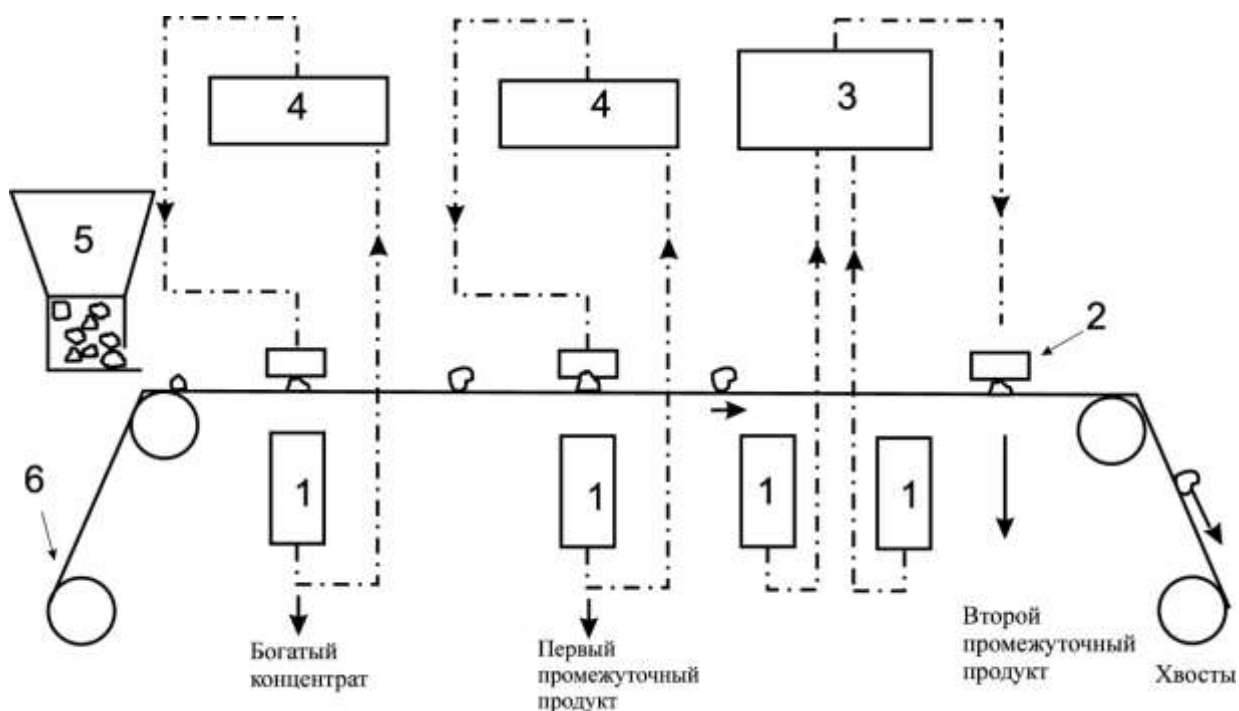 4
4
3
5
2
6
1
1
1
1
Богатый
концентрат
Первый
промежуточный
продукт
Второй
промежуточный
продукт
Хвосты